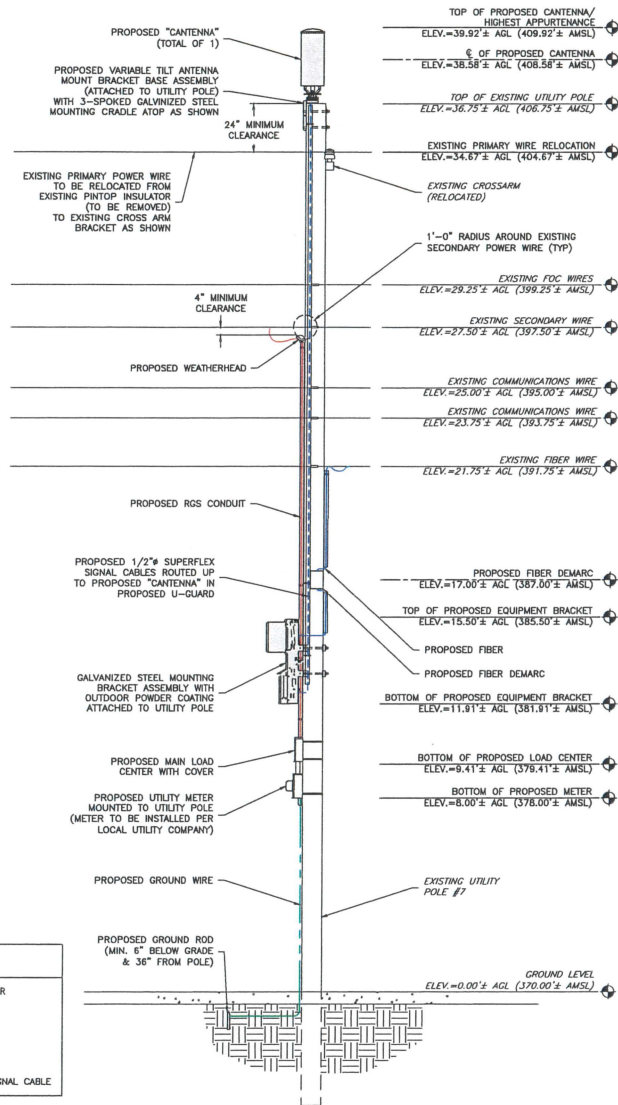 TOP OF PROPOSED CANTENNA/
HIGHEST APPURTENANCE
ELEV.=39.92'± AGL (409.92'± AMSL)
PROPOSED "CANTENNA"
(TOTAL OF 1)
℄ OF PROPOSED CANTENNA
ELEV.=38.58'± AGL (408.58'± AMSL)
PROPOSED VARIABLE TILT ANTENNA
MOUNT BRACKET BASE ASSEMBLY
(ATTACHED TO UTILITY POLE)
WITH 3-SPOKED GALVINIZED STEEL
MOUNTING CRADLE ATOP AS SHOWN
TOP OF EXISTING UTILITY POLE
ELEV.=36.75'± AGL (406.75'± AMSL)
24" MINIMUM
CLEARANCE
EXISTING PRIMARY WIRE RELOCATION
ELEV.=34.67'± AGL (404.67'± AMSL)
EXISTING PRIMARY POWER WIRE
TO BE RELOCATED FROM
EXISTING PINTOP INSULATOR
(TO BE REMOVED)
TO EXISTING CROSS ARM
BRACKET AS SHOWN
EXISTING CROSSARM
(RELOCATED)
1'-0" RADIUS AROUND EXISTING
SECONDARY POWER WIRE (TYP)
EXISTING FOC WIRES
ELEV.=29.25'± AGL (399.25'± AMSL)
4" MINIMUM
CLEARANCE
EXISTING SECONDARY WIRE
ELEV.=27.50'± AGL (397.50'± AMSL)
PROPOSED WEATHERHEAD
EXISTING COMMUNICATIONS WIRE
ELEV.=25.00'± AGL (395.00'± AMSL)
EXISTING COMMUNICATIONS WIRE
ELEV.=23.75'± AGL (393.75'± AMSL)
EXISTING FIBER WIRE
ELEV.=21.75'± AGL (391.75'± AMSL)
PROPOSED RGS CONDUIT
PROPOSED 1/2"ø SUPERFLEX
SIGNAL CABLES ROUTED UP
TO PROPOSED "CANTENNA" IN
PROPOSED U-GUARD
PROPOSED FIBER DEMARC
ELEV.=17.00'± AGL (387.00'± AMSL)
TOP OF PROPOSED EQUIPMENT BRACKET
ELEV.=15.50'± AGL (385.50'± AMSL)
PROPOSED FIBER
PROPOSED FIBER DEMARC
GALVANIZED STEEL MOUNTING
BRACKET ASSEMBLY WITH
OUTDOOR POWDER COATING
ATTACHED TO UTILITY POLE
BOTTOM OF PROPOSED EQUIPMENT BRACKET
ELEV.=11.91'± AGL (381.91'± AMSL)
PROPOSED MAIN LOAD
CENTER WITH COVER
BOTTOM OF PROPOSED LOAD CENTER
ELEV.=9.41'± AGL (379.41'± AMSL)
PROPOSED UTILITY METER
MOUNTED TO UTILITY POLE
(METER TO BE INSTALLED PER
LOCAL UTILITY COMPANY)
BOTTOM OF PROPOSED METER
ELEV.=8.00'± AGL (378.00'± AMSL)
PROPOSED GROUND WIRE
EXISTING UTILITY
POLE #7
PROPOSED GROUND ROD
(MIN. 6" BELOW GRADE
& 36" FROM POLE)
GROUND LEVEL
ELEV.=0.00'± AGL (370.00'± AMSL)
R
GNAL CABLE